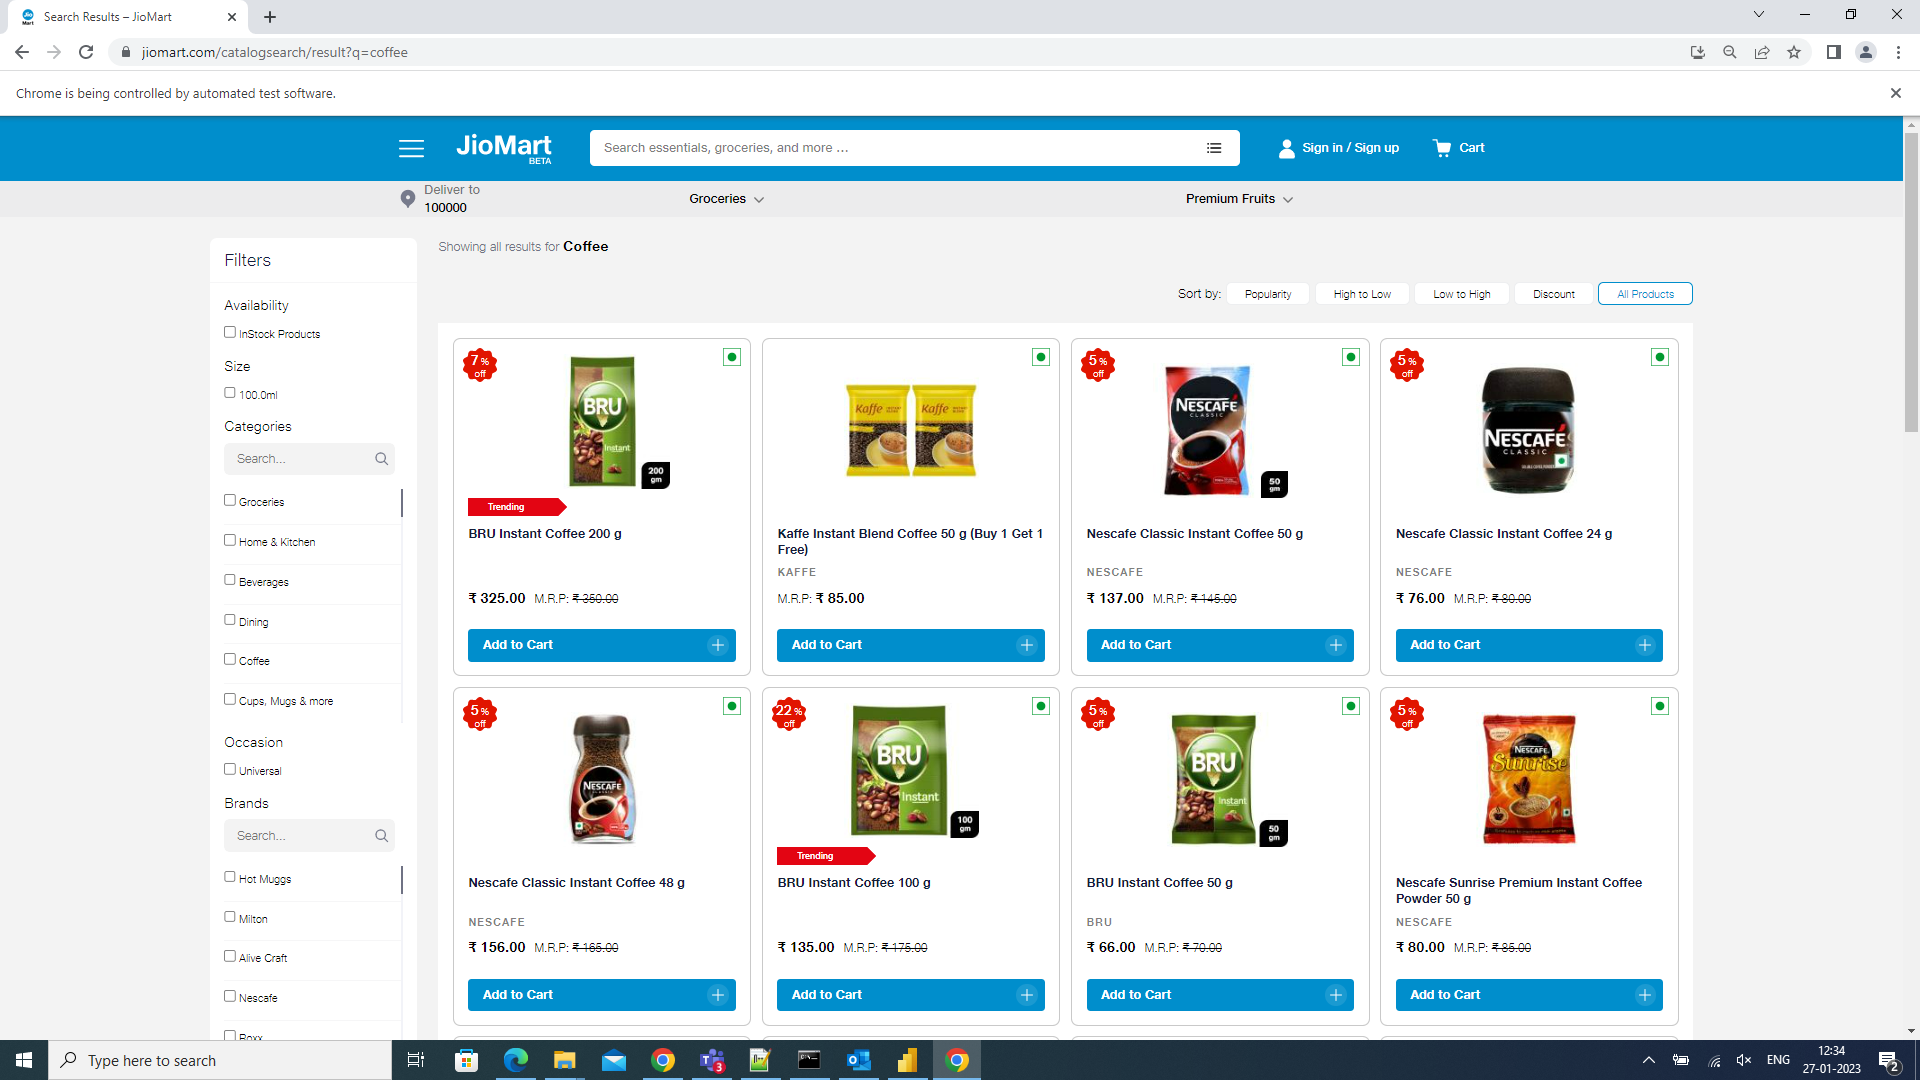 Search Results – JioMart
jiomart.com/catalogsearch/result?q=coffee
Chrome is being controlled by automated test software.
JioMart
BETA
Search essentials, groceries, and more ...
Sign in / Sign up
Cart
Deliver to
100000
Groceries
Premium Fruits
Showing all results for Coffee
Sort by:
Popularity
High to Low
Low to High
Discount
All Products
Filters
Availability
InStock Products
Size
100.0ml
Categories
Search...
Groceries
Home & Kitchen
Beverages
Dining
Coffee
Cups, Mugs & more
Occasion
Universal
Brands
Search...
Hot Muggs
Milton
Alive Craft
Nescafe
Roxx
7 %
off
BRU
Instant
200
gm
Trending
BRU Instant Coffee 200 g
₹ 325.00 M.R.P: ₹ 350.00
Add to Cart
Kaffe
Kaffe
Kaffe Instant Blend Coffee 50 g (Buy 1 Get 1
Free)
KAFFE
M.R.P: ₹ 85.00
Add to Cart
5 %
off
NESCAFÉ
CLASSIC
50
gm
Nescafe Classic Instant Coffee 50 g
NESCAFE
₹ 137.00 M.R.P: ₹ 145.00
Add to Cart
5 %
off
NESCAFÉ
CLASSIC
Nescafe Classic Instant Coffee 24 g
NESCAFE
₹ 76.00 M.R.P: ₹ 80.00
Add to Cart
5 %
off
NESCAFÉ
CLASSIC
Nescafe Classic Instant Coffee 48 g
NESCAFE
₹ 156.00 M.R.P: ₹ 165.00
Add to Cart
22 %
off
BRU
Instant
100
gm
Trending
BRU Instant Coffee 100 g
₹ 135.00 M.R.P: ₹ 175.00
Add to Cart
5 %
off
BRU
Instant
50
gm
BRU Instant Coffee 50 g
BRU
₹ 66.00 M.R.P: ₹ 70.00
Add to Cart
5 %
off
NESCAFÉ
Sunrise
Nescafe Sunrise Premium Instant Coffee
Powder 50 g
NESCAFE
₹ 80.00 M.R.P: ₹ 85.00
Add to Cart
Type here to search
3
ENG
12:34
27-01-2023
2